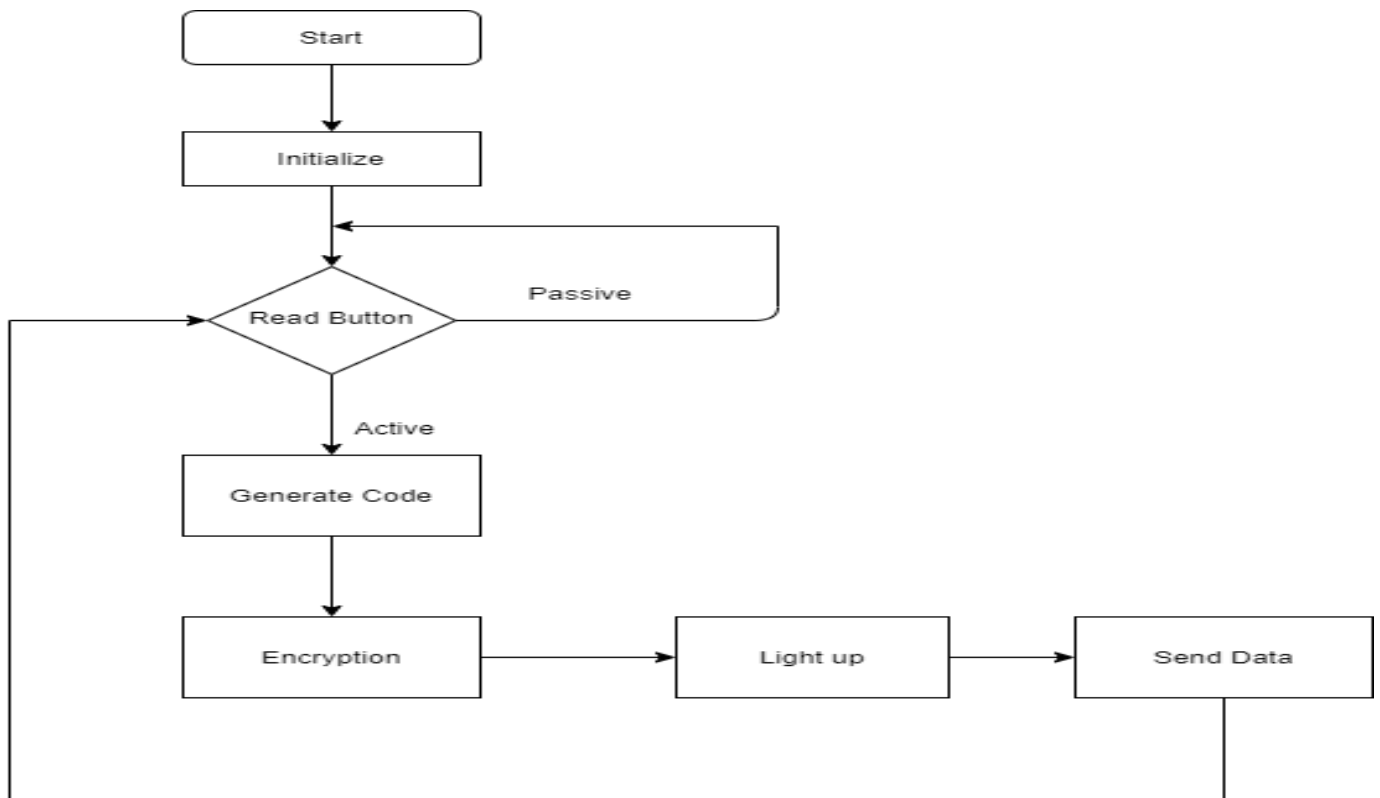 Start
Initialize
Passive
Read Button
Active
Generate Code
Encryption
Light up
Send Data